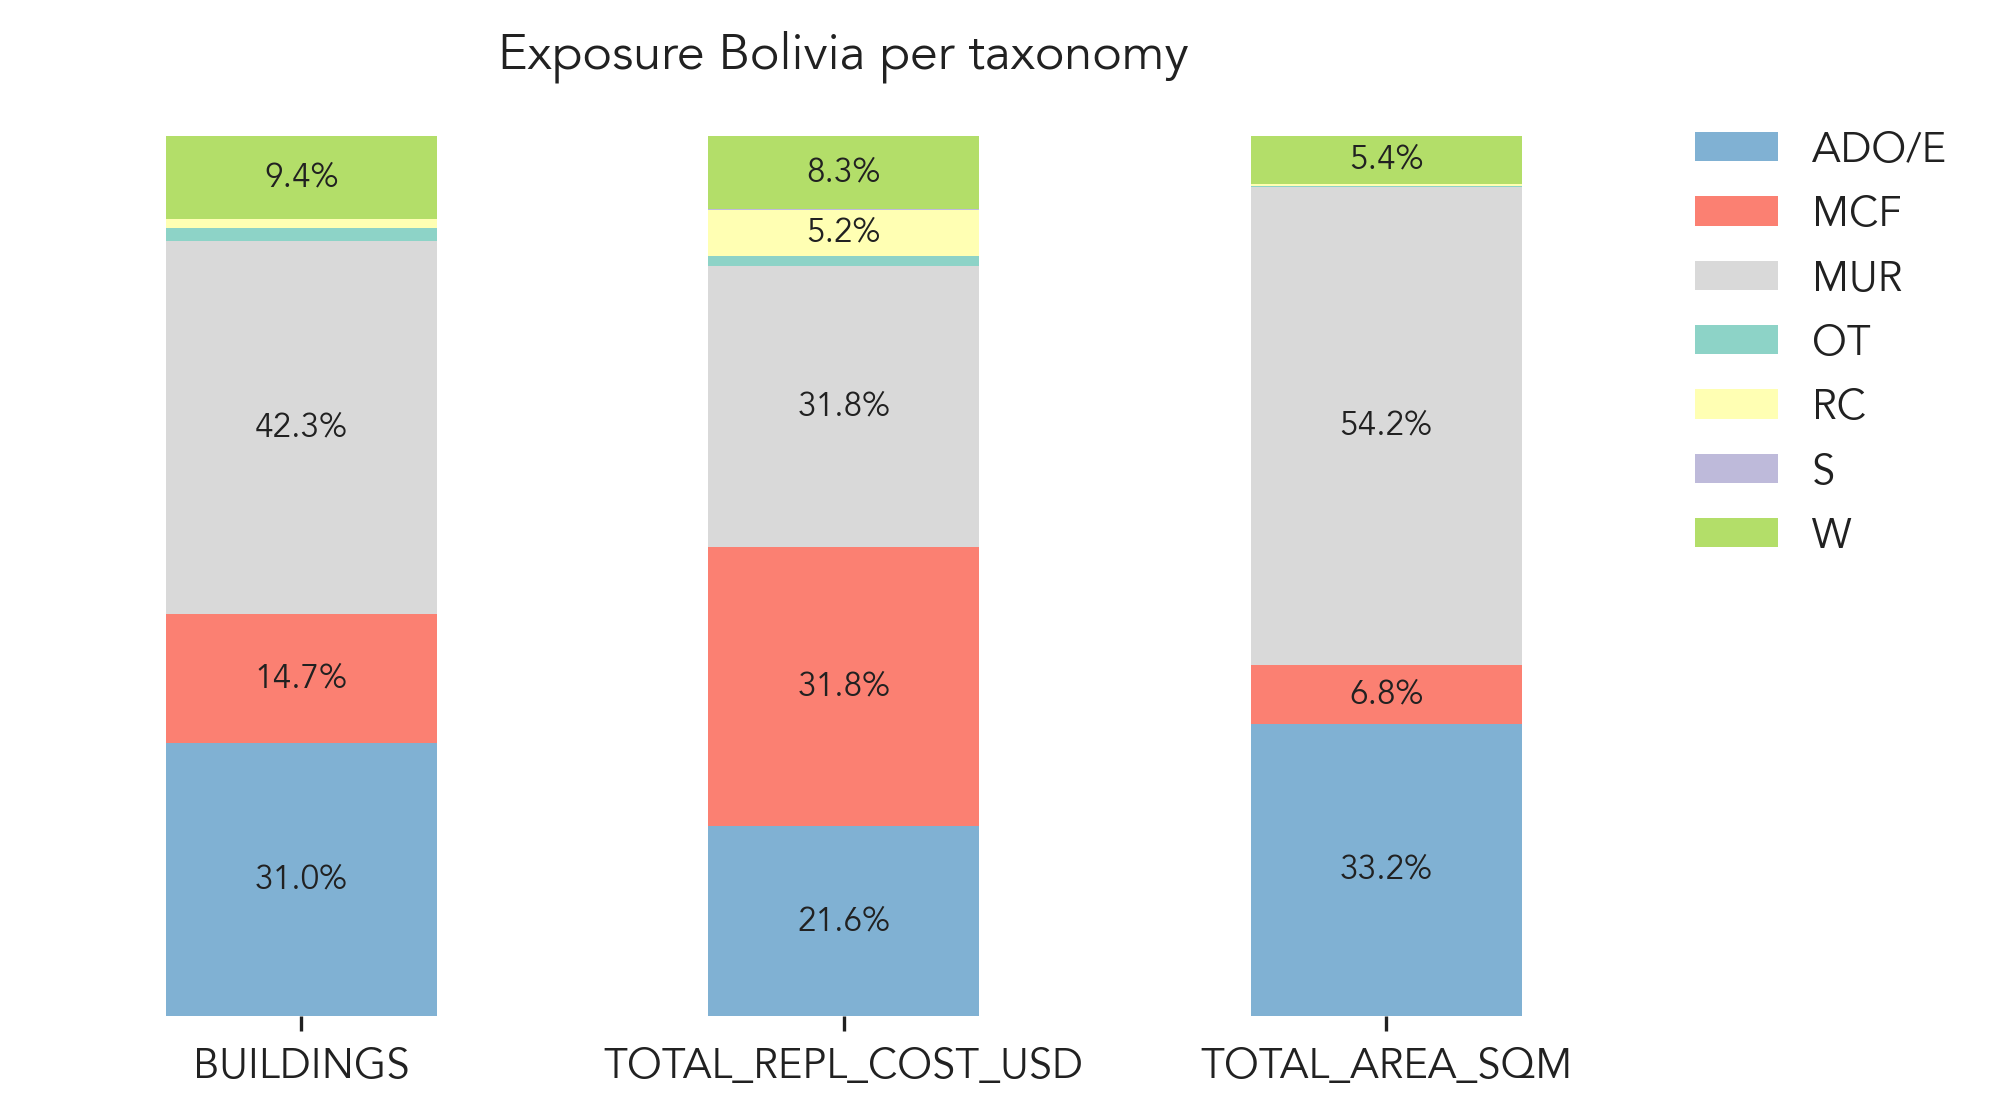 Exposure Bolivia per taxonomy
9.4%
42.3%
14.7%
31.0%
8.3%
5.2%
31.8%
31.8%
21.6%
5.4%
54.2%
6.8%
33.2%
BUILDINGS
TOTAL_REPL_COST_USD
TOTAL_AREA_SQM
ADO/E
MCF
MUR
OT
RC
S
W